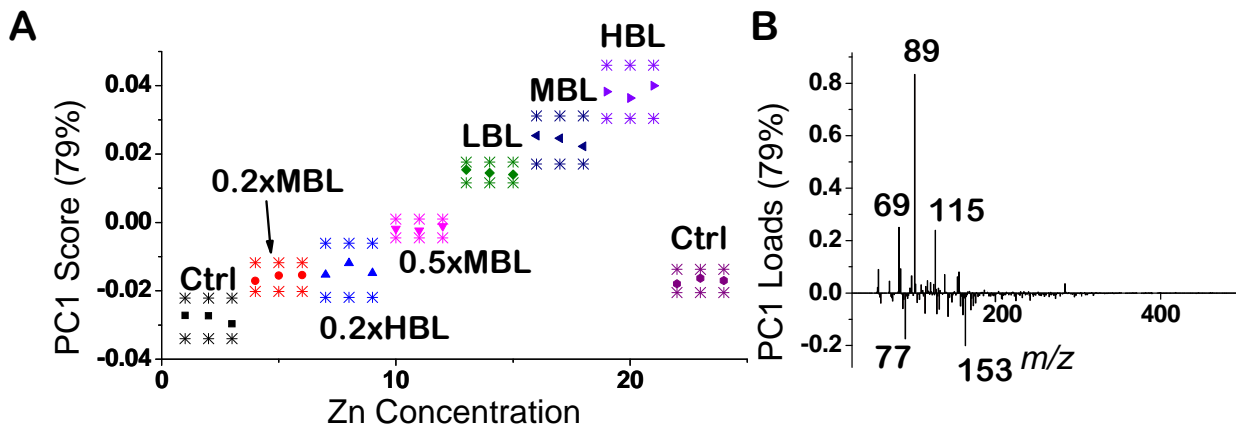 A
PC1 Score (79%)
0.04
0.02
0.00
-0.02
-0.04
0
10
20
Zn Concentration
Ctrl
0.2xMBL
0.2xHBL
0.5xMBL
LBL
MBL
HBL
Ctrl
B
PC1 Loads (79%)
0.8
0.6
0.4
0.2
0.0
-0.2
200
400
m/z
89
69
115
77
153